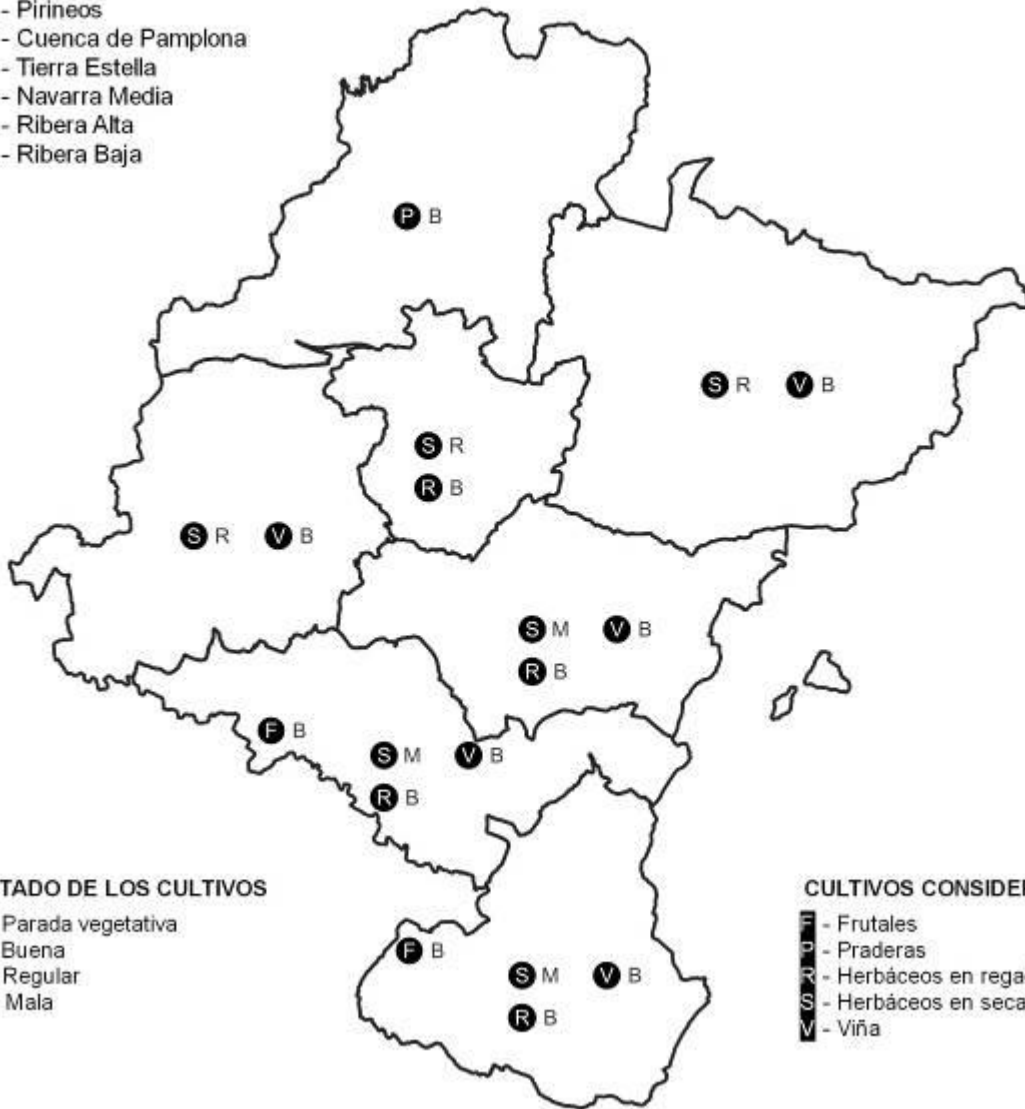 - Pirineos
- Cuenca de Pamplona
- Tierra Estella
- Navarra Media
- Ribera Alta
- Ribera Baja
P B
S R V B
S R
R B
S R V B
S M V B
R B
F B
S M V B
R B
TADO DE LOS CULTIVOS
Parada vegetativa
Buena
Regular
Mala
CULTIVOS CONSIDER
F - Frutales
P - Praderas
R - Herbáceos en rega
S - Herbáceos en seca
V - Viña
F B
S M V B
R B